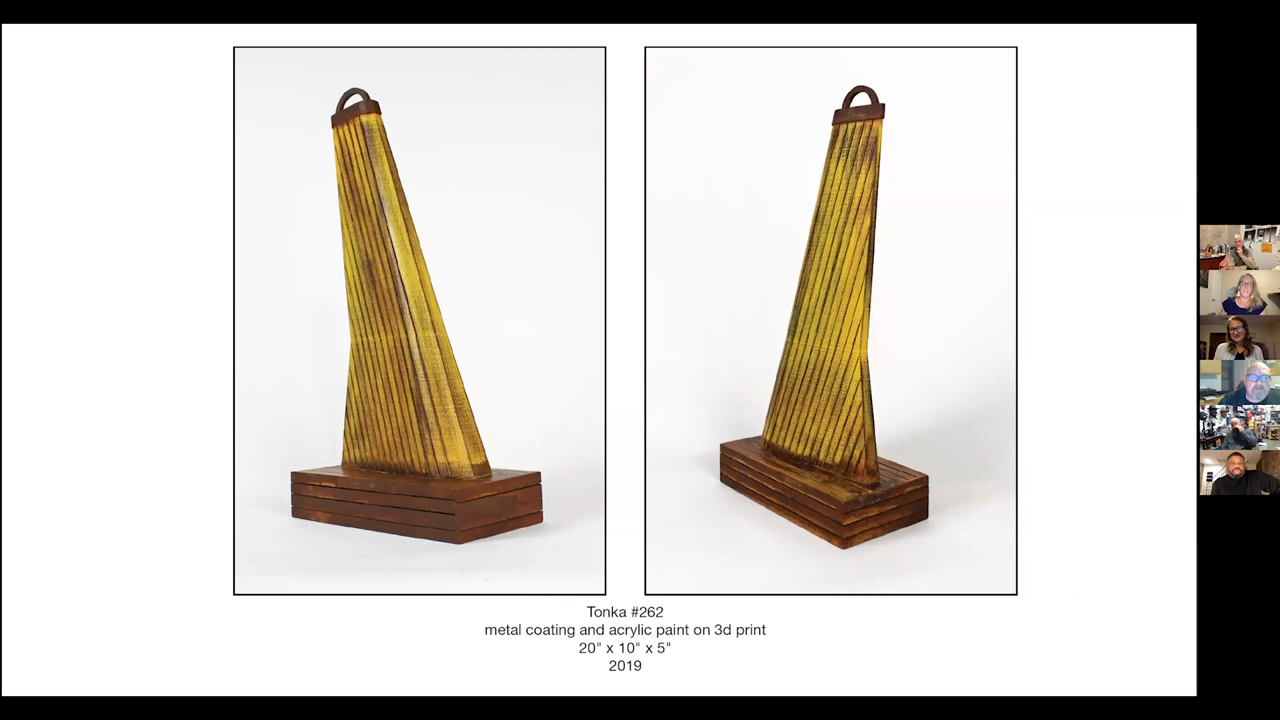 Tonka #262
metal coating and acrylic paint on 3d print
20" x 10" x 5"
2019